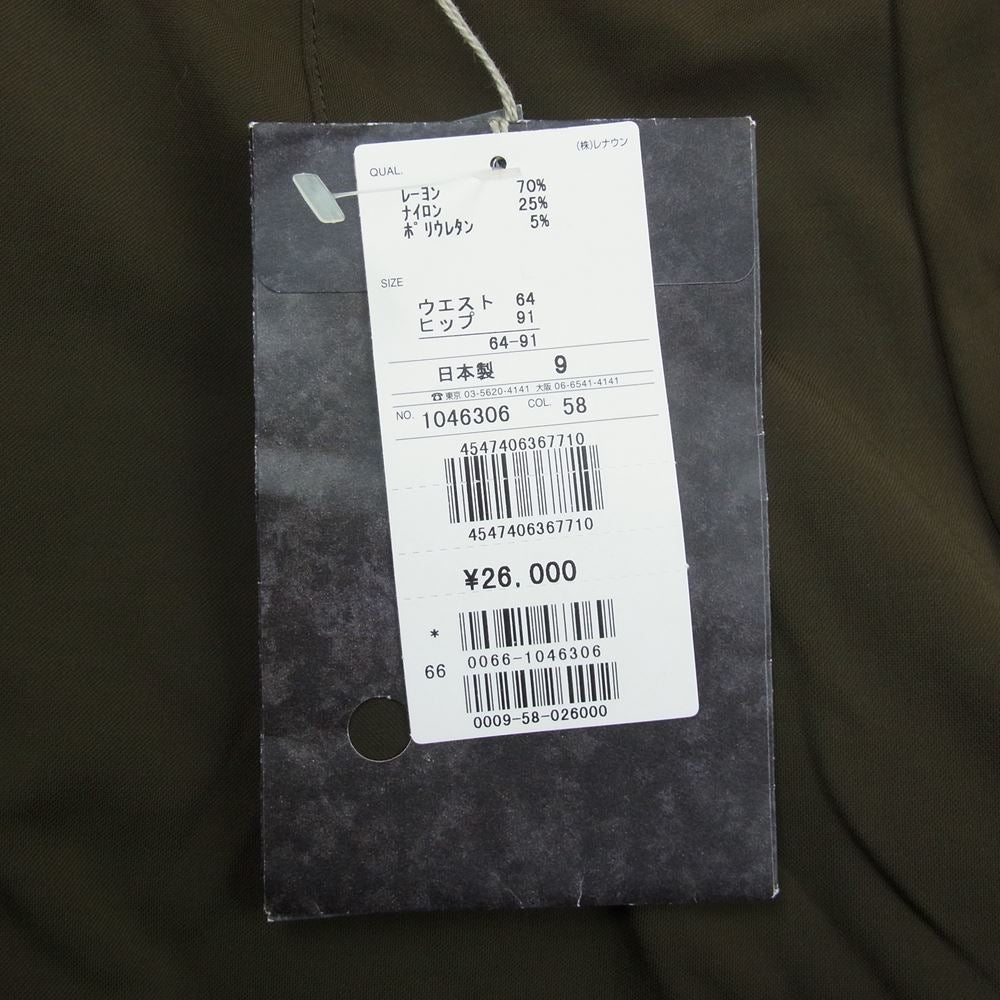 (株)レナウン
QUAL.
レーヨン 70%
ナイロン 25%
ポリウレタン 5%
SIZE
ウエスト 64
ヒップ 91
64-91
日本製 9
☎東京 03-5620-4141 大阪 06-6541-4141
NO. 1046306 COL. 58
4547406367710
4547406367710
¥26.000
*
0066-1046306
66
0009-58-026000